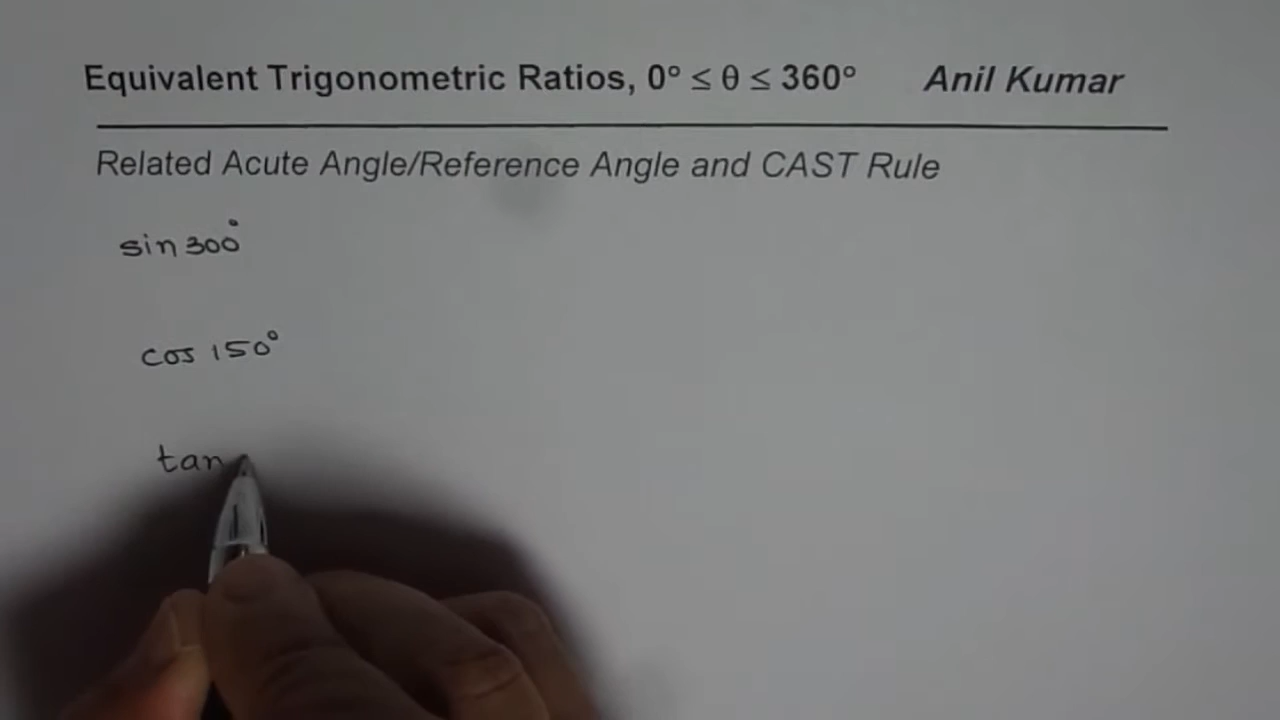 Equivalent Trigonometric Ratios, 0° ≤ θ ≤ 360° Anil Kumar
Related Acute Angle/Reference Angle and CAST Rule
sin 300°
cos 150°
tan